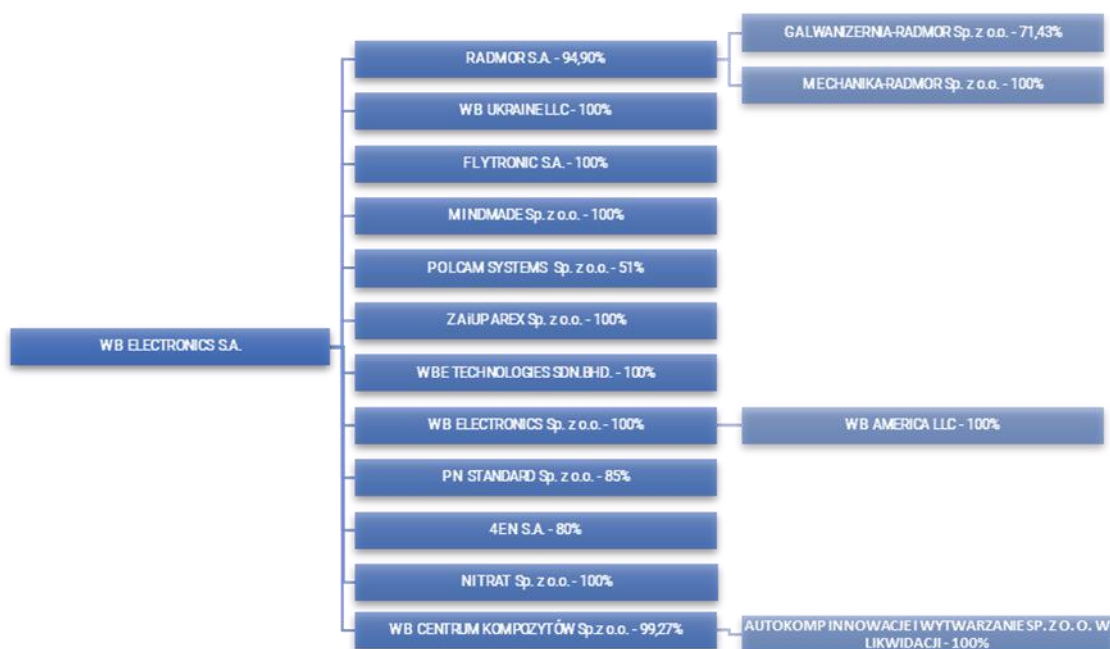 WB ELECTRONICS S.A.
RADMOR S.A. - 94,90%
GALWANIZERNIA-RADMOR Sp. z o.o. - 71,43%
MECHANIKA-RADMOR Sp. z o.o. - 100%
WB UKRAINE LLC - 100%
FLYTRONIC S.A. - 100%
MINDMADE Sp. z o.o. - 100%
POLCAM SYSTEMS Sp. z o.o. - 51%
ZAiUP AREX Sp. z o.o. - 100%
WBE TECHNOLOGIES SDN.BHD. - 100%
WB ELECTRONICS Sp. z o.o. - 100%
WB AMERICA LLC - 100%
PN STANDARD Sp. z o.o. - 85%
4EN S.A. - 80%
NITRAT Sp. z o.o. - 100%
WB CENTRUM KOMPOZYTÓW Sp.z o.o. - 99,27%
AUTOKOMP INNOWACJE I WYTWARZANIE SP. Z O. O. W
LIKWIDACJI - 100%